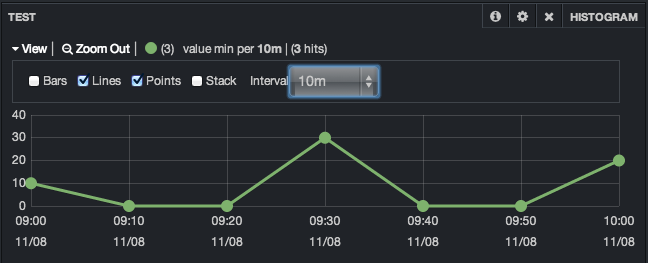 TEST HISTOGRAM
View | Zoom Out | (3) value min per 10m | (3 hits)
Bars Lines Points Stack Interval 10m
40
30
20
10
0
09:00 09:10 09:20 09:30 09:40 09:50 10:00
11/08 11/08 11/08 11/08 11/08 11/08 11/08